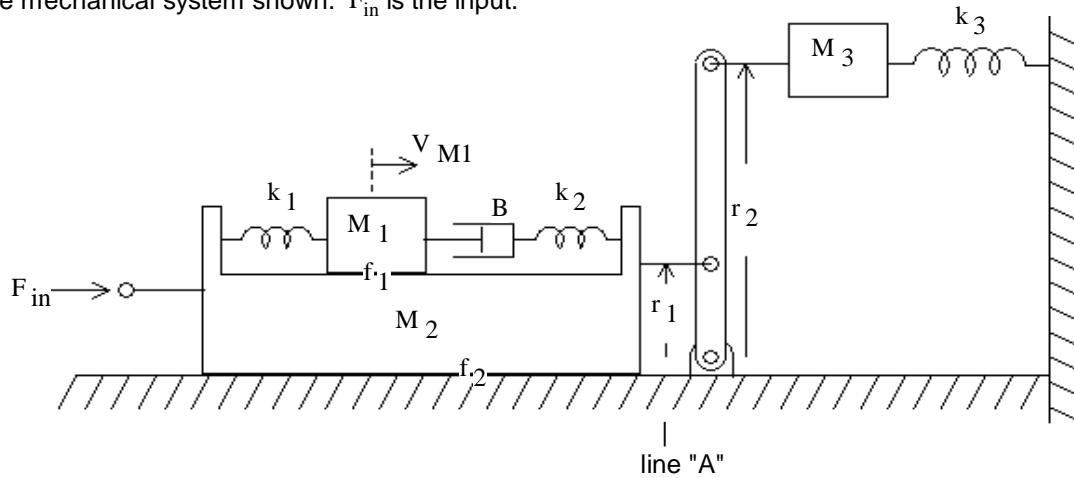 e mechanical system shown. F in is the input.
k 3
M 3
V M1
k 1
M 1
B
k 2
r 2
f 1
F in
r 1
M 2
f 2
line "A"